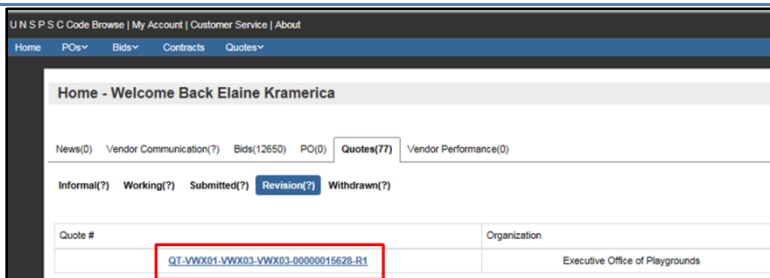 U N S P S C Code Browse | My Account | Customer Service | About
Home POs Bids Contracts Quotes
Home - Welcome Back Elaine Kramerica
News(0) Vendor Communication(?) Bids(12650) PO(0) Quotes(77) Vendor Performance(0)
Informal(?) Working(?) Submitted(?) Revision(?) Withdrawn(?)
Quote # Organization
QT-VWX01-VWX03-VWX03-00000015628-R1 Executive Office of Playgrounds